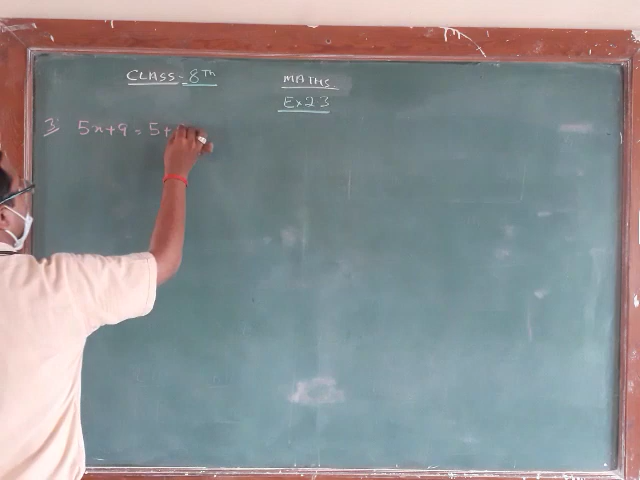 CLASS-8TH
MATHS
Ex 2 3
3) 5x+9=5+